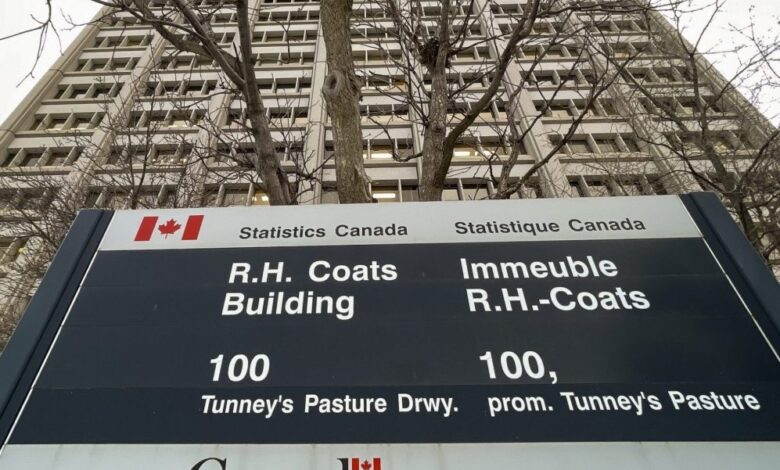 Statistics Canada Statistique Canada
R.H. Coats
Building
100
Tunney's Pasture Drwy.
Immeuble
R.H.-Coats
100,
prom. Tunney's Pasture